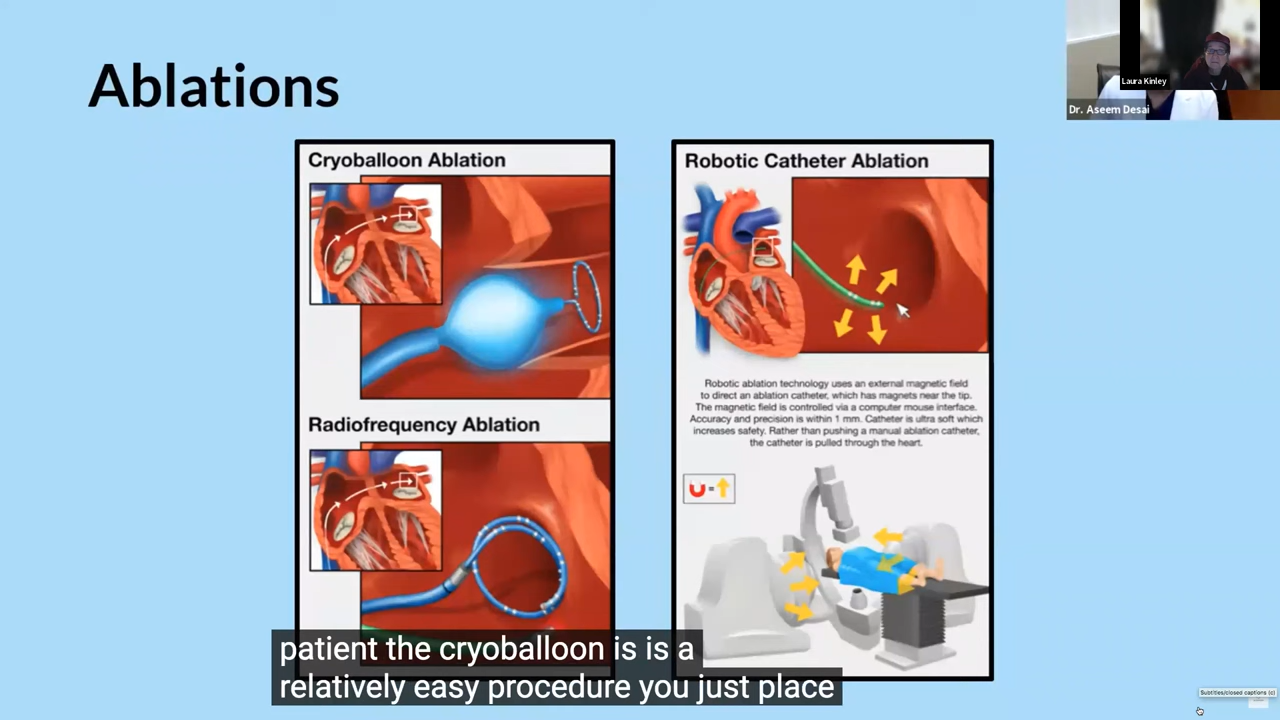 Ablations
Laura Kinley
Dr. Aseem Desai
Cryoballoon Ablation
Radiofrequency Ablation
Robotic Catheter Ablation
Robotic ablation technology uses an external magnetic field
to direct an ablation catheter, which has magnets near the tip.
The magnetic field is controlled via a computer mouse interface.
Accuracy and precision is within 1 mm. Catheter is ultra soft which
increases safety. Rather than pushing a manual ablation catheter,
the catheter is pulled through the heart.
=
patient the cryoballoon is is a
relatively easy procedure you just place
Subtitles/closed captions (c)